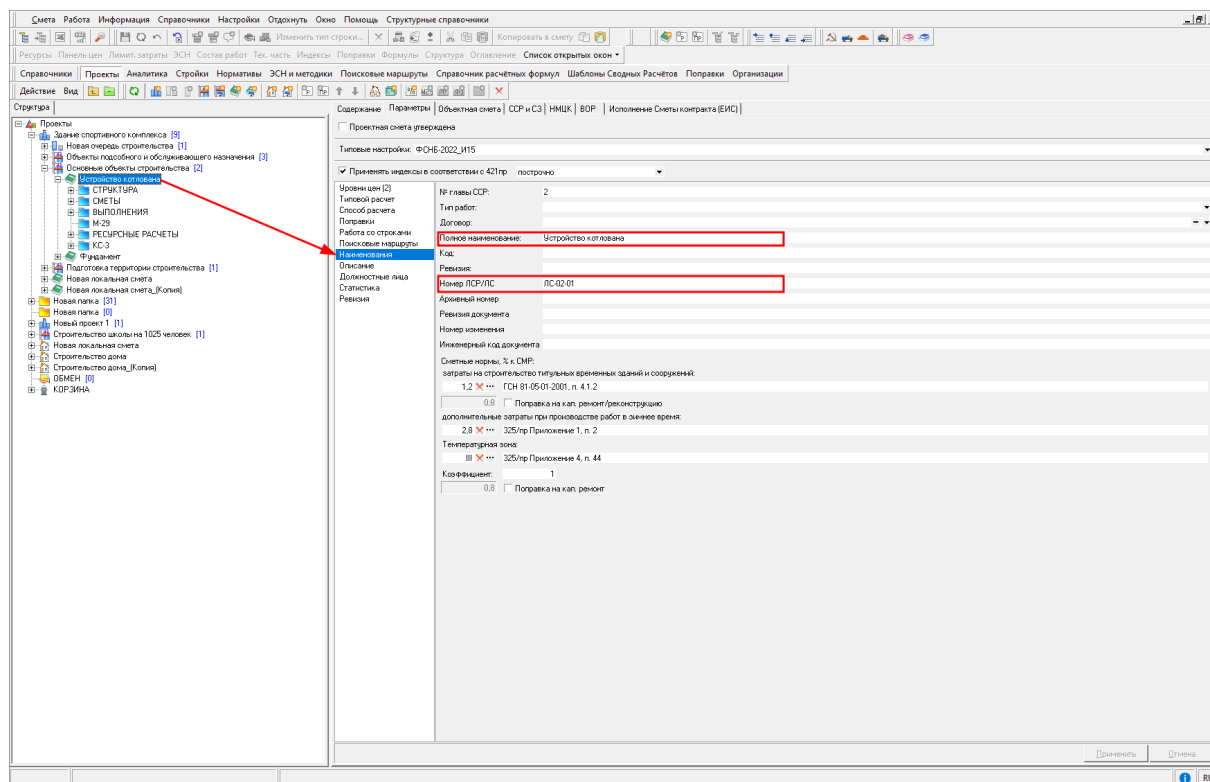 Смета Работа Информация Справочники Настройки Отдохнуть Окно Помощь Структурные справочники
Изменить тип строки... Копировать в смету
Ресурсы Панель цен Лимит. затраты ЭСН Состав работ Тех. часть Индексы Поправки Формулы Структура Оглавление Список открытых окон
Справочники Проекты Аналитика Стройки Нормативы ЭСН и методики Поисковые маршруты Справочник расчётных формул Шаблоны Сводных Расчётов Поправки Организации
Действие Вид
Структура
Проекты
Здание спортивного комплекса [9]
Новая очередь строительства [1]
Объекты подсобного и обслуживающего назначения [3]
Основные объекты строительства [2]
Устройство котлована
СТРУКТУРА
СМЕТЫ
ВЫПОЛНЕНИЯ
М-29
РЕСУРСНЫЕ РАСЧЕТЫ
КС-3
Фундамент
Подготовка территории строительства [1]
Новая локальная смета
Новая локальная смета_(Копия)
Новая папка [31]
Новая папка [0]
Новый проект 1 [1]
Строительство школы на 1025 человек [1]
Новая локальная смета
Строительство дома
Строительство дома_(Копия)
ОБМЕН [0]
КОРЗИНА
Содержание Параметры Объектная смета ССР и СЗ НМЦК ВОР Исполнение Сметы контракта (ЕИС)
Проектная смета утверждена
Типовые настройки: ФСНБ-2022_И15
Применять индексы в соответствии с 421пр построчно
Уровни цен (2)
Типовой расчет
Способ расчета
Поправки
Работа со строками
Поисковые маршруты
Наименования
Описание
Должностные лица
Статистика
Ревизия
№ главы ССР: 2
Тип работ:
Договор:
Полное наименование: Устройство котлована
Код:
Ревизия:
Номер ЛСР/ЛС ЛС-02-01
Архивный номер
Ревизия документа
Номер изменения
Инженерный код документа
Сметные нормы, % к СМР:
затраты на строительство титульных временных зданий и сооружений:
1,2 ГСН 81-05-01-2001, п. 4.1.2
0,8 Поправка на кап. ремонт/реконструкцию
дополнительные затраты при производстве работ в зимнее время:
2,8 325/пр Приложение 1, п. 2
Температурная зона:
III 325/пр Приложение 4, п. 44
Коэффициент: 1
0,8 Поправка на кап. ремонт
Применить Отмена